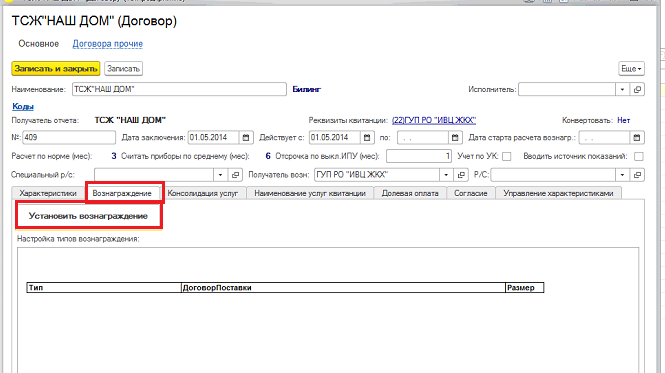 ТСЖ"НАШ ДОМ" (Договор)
Основное Договора прочие
Записать и закрыть Записать Еще
Наименование: ТСЖ"НАШ ДОМ" Билинг Исполнитель:
Коды
Получатель отчета: ТСЖ "НАШ ДОМ" Реквизиты квитанции: (22)ГУП РО "ИВЦ ЖКХ" Конвертовать: Нет
№: 409 Дата заключения: 01.05.2014 Действует с: 01.05.2014 по: . . Дата старта расчета вознагр.: . .
Расчет по норме (мес): 3 Считать приборы по среднему (мес): 6 Отсрочка по выкл.ИПУ (мес): 1 Учет по УК: Вводить источник показаний:
Специальный р/с: Получатель возн: ГУП РО "ИВЦ ЖКХ" Р/С:
Характеристики Вознаграждение Консолидация услуг Наименование услуг квитанции Долевая оплата Согласие Управление характеристиками
Установить вознаграждение
Настройка типов вознаграждения:
Тип ДоговорПоставки Размер